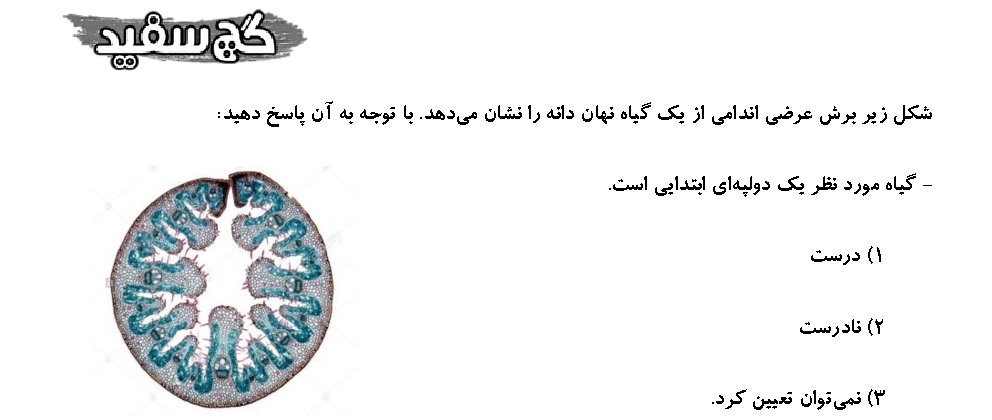 گچ سفید
شکل زیر برش عرضی اندامی از یک گیاه نهان دانه را نشان می‌دهد. با توجه به آن پاسخ دهید:
- گیاه مورد نظر یک دولپه‌ای ابتدایی است.
۱) درست
۲) نادرست
۳) نمی‌توان تعیین کرد.